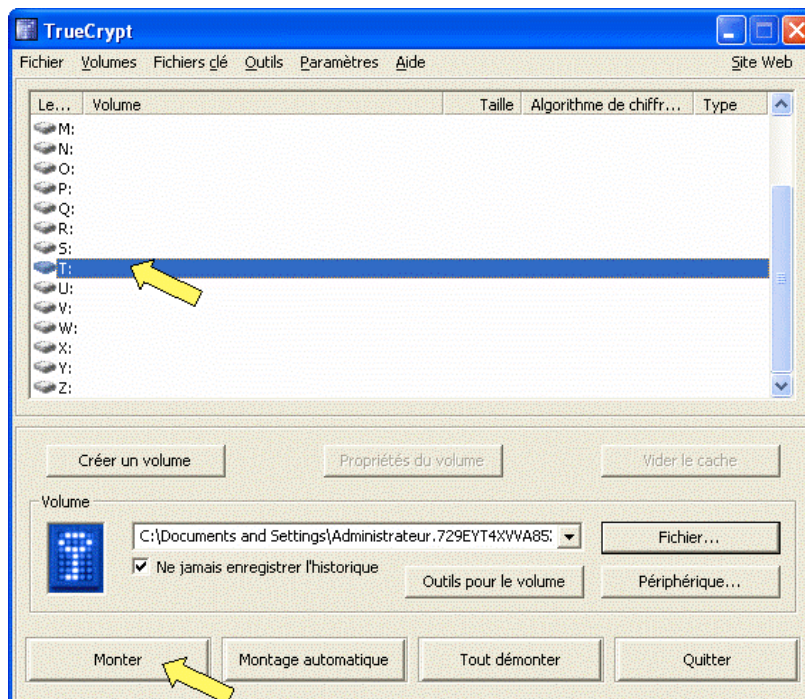 TrueCrypt
Fichier Volumes Fichiers clé Outils Paramètres Aide Site Web
Le... Volume Taille Algorithme de chiffr... Type
M:
N:
O:
P:
Q:
R:
S:
T:
U:
V:
W:
X:
Y:
Z:
Créer un volume Propriétés du volume Vider le cache
Volume
C:\Documents and Settings\Administrateur.729EYT4XVVA85 Fichier...
Ne jamais enregistrer l'historique
Outils pour le volume Périphérique...
Monter Montage automatique Tout démonter Quitter